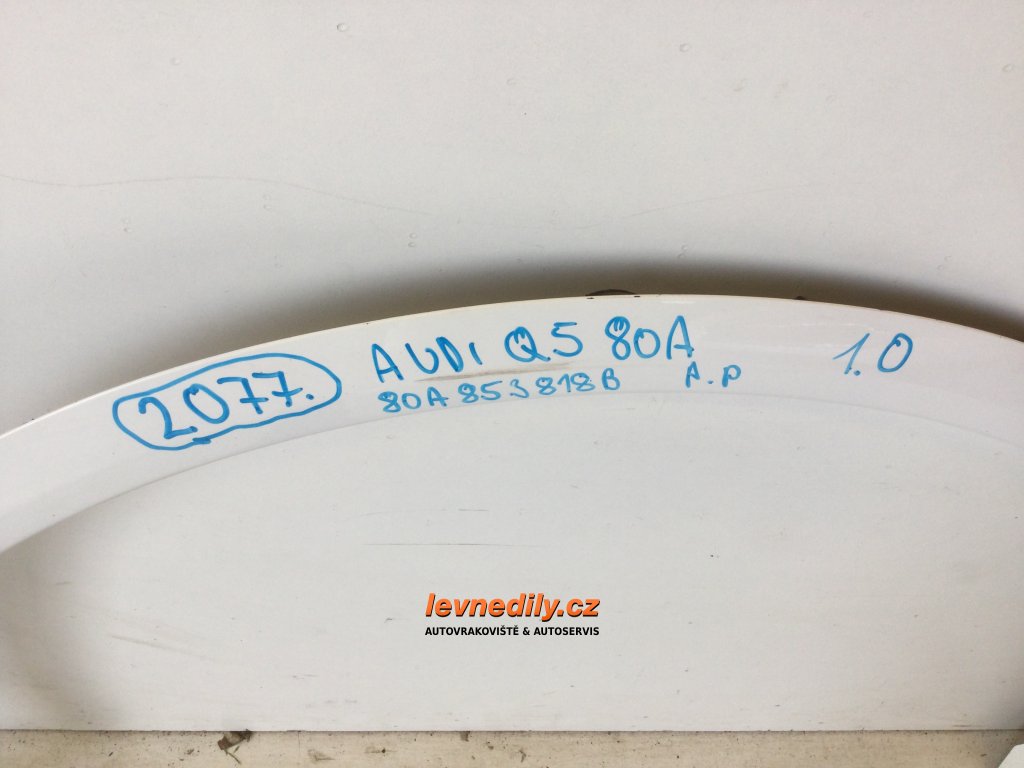 2077.
AUDI Q5 80A
80A853818B
A.P
1.0
levnedily.cz
AUTOVRAKOVIŠTĚ & AUTOSERVIS